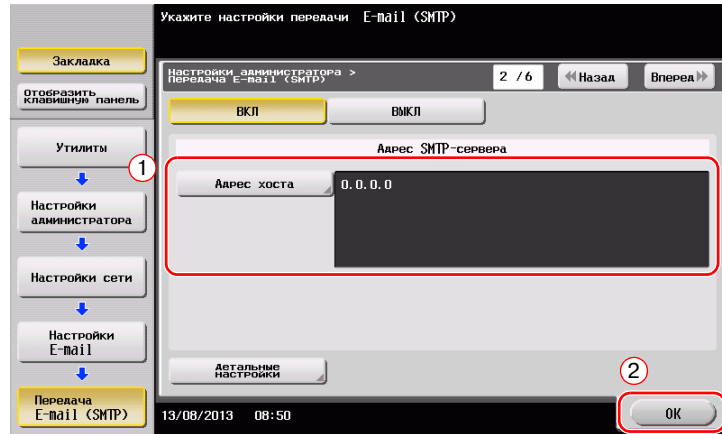 Укажите настройки передачи E-mail (SMTP)
Закладка
Отобразить
клавишную панель
Утилиты
Настройки
администратора
Настройки сети
Настройки
E-mail
Передача
E-mail (SMTP)
Настройки администратора >
Передача E-mail (SMTP)
2 /6
Назад
Вперед
ВКЛ
ВЫКЛ
Адрес SMTP-сервера
1
Адрес хоста
0.0.0.0
Детальные
настройки
2
13/08/2013 08:50
OK